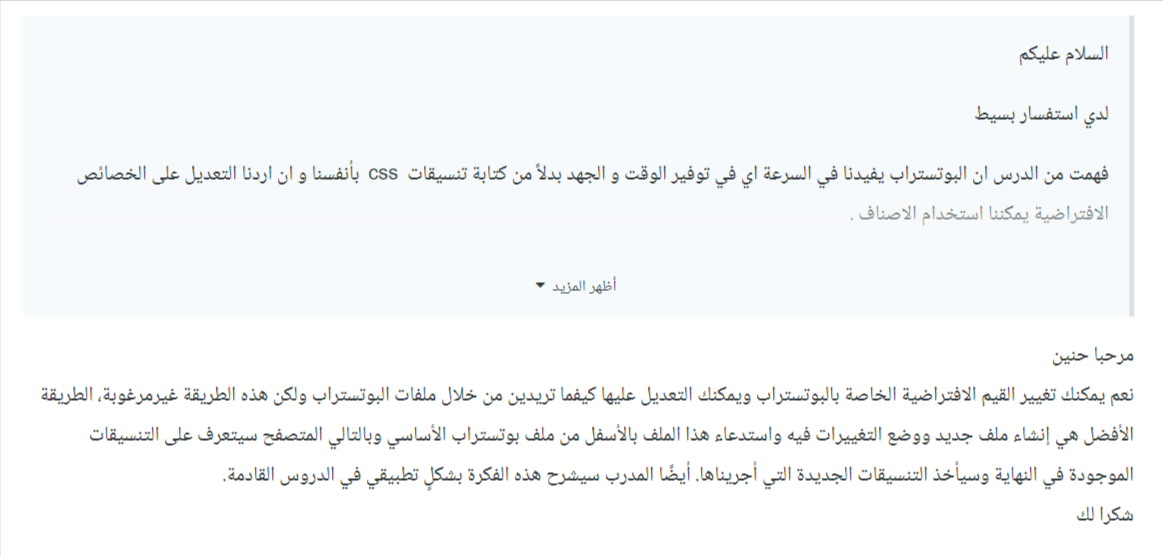 السلام عليكم
لدي استفسار بسيط
فهمت من الدرس ان البوتستراب يفيدنا في السرعة اي في توفير الوقت و الجهد بدلاً من كتابة تنسيقات css بأنفسنا و ان اردنا التعديل على الخصائص
الافتراضية يمكننا استخدام الاصناف .
أظهر المزيد
مرحبا حنين
نعم يمكنك تغيير القيم الافتراضية الخاصة بالبوتستراب ويمكنك التعديل عليها كيفما تريدين من خلال ملفات البوتستراب ولكن هذه الطريقة غيرمرغوبة، الطريقة
الأفضل هي إنشاء ملف جديد ووضع التغييرات فيه واستدعاء هذا الملف بالأسفل من ملف بوتستراب الأساسي وبالتالي المتصفح سيتعرف على التنسيقات
الموجودة في النهاية وسيأخذ التنسيقات الجديدة التي أجريناها. أيضًا المدرب سيشرح هذه الفكرة بشكلٍ تطبيقي في الدروس القادمة.
شكرا لك